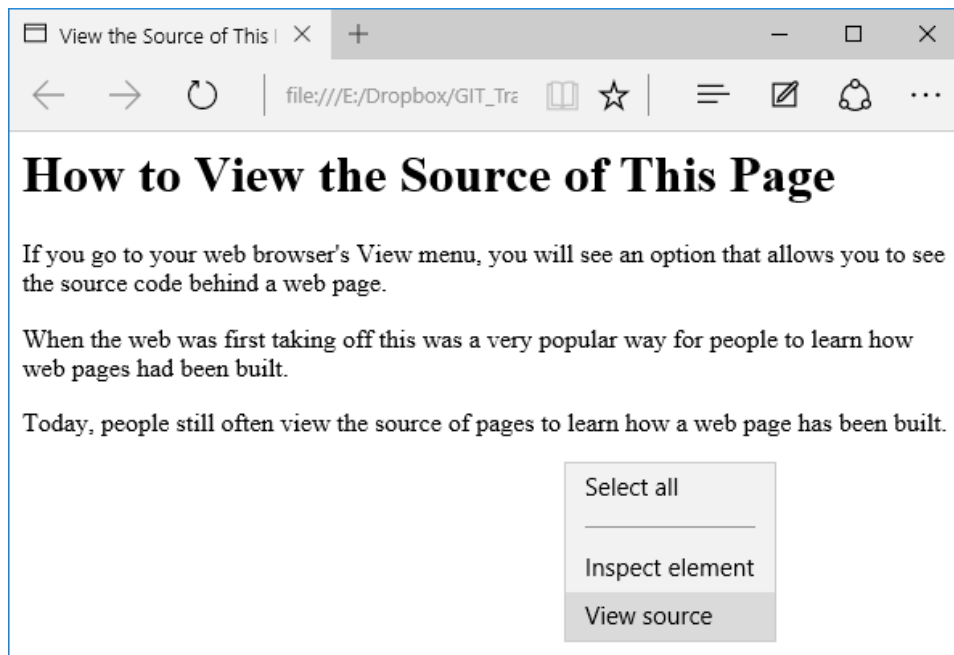 View the Source of This
file:///E:/Dropbox/GIT_Tra
How to View the Source of This Page
If you go to your web browser's View menu, you will see an option that allows you to see
the source code behind a web page.
When the web was first taking off this was a very popular way for people to learn how
web pages had been built.
Today, people still often view the source of pages to learn how a web page has been built.
Select all
Inspect element
View source